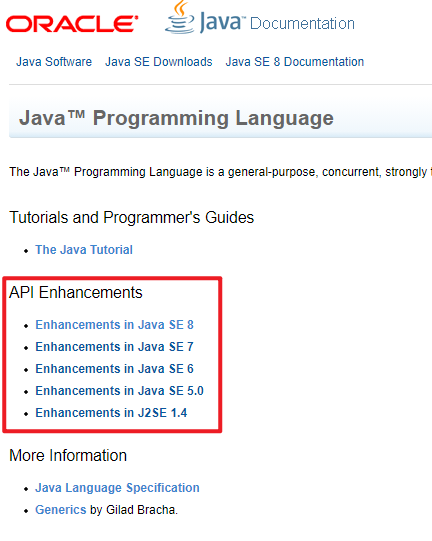 ORACLE Java™ Documentation
Java Software Java SE Downloads Java SE 8 Documentation
Java™ Programming Language
The Java™ Programming Language is a general-purpose, concurrent, strongly
Tutorials and Programmer's Guides
• The Java Tutorial
API Enhancements
• Enhancements in Java SE 8
• Enhancements in Java SE 7
• Enhancements in Java SE 6
• Enhancements in Java SE 5.0
• Enhancements in J2SE 1.4
More Information
• Java Language Specification
• Generics by Gilad Bracha.